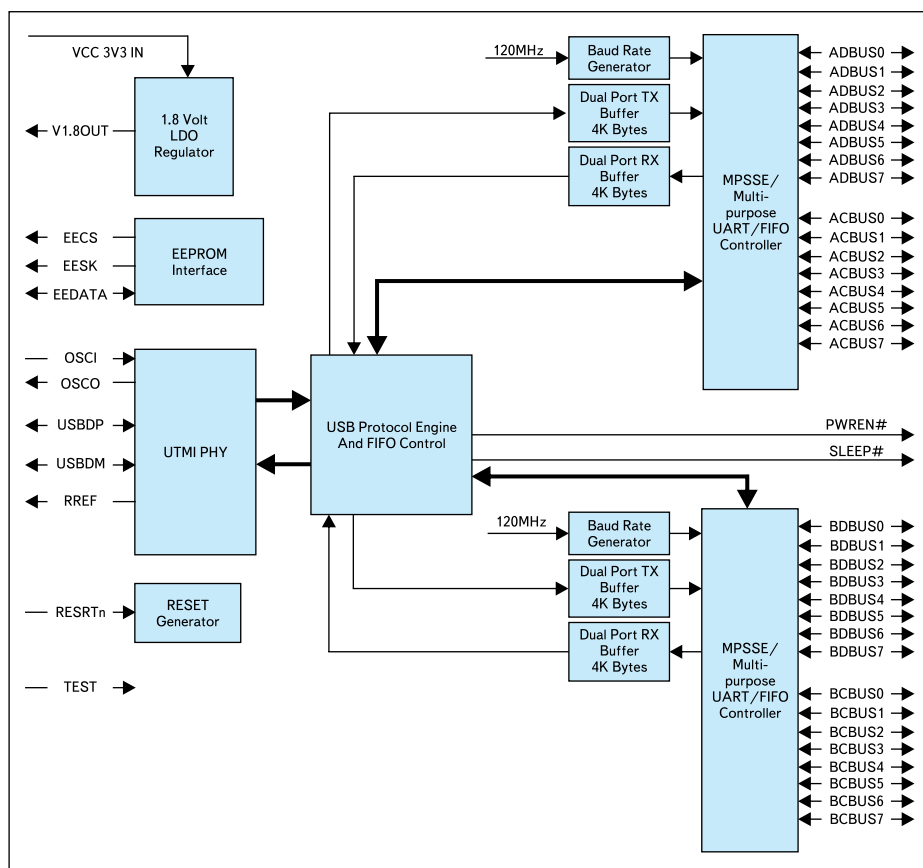 VCC 3V3 IN
V1.8OUT
1.8 Volt
LDO
Regulator
EECS
EESK
EEDATA
EEPROM
Interface
OSCI
OSCO
USBDP
USBDM
RREF
UTMI PHY
RESRTn
RESET
Generator
TEST
USB Protocol Engine
And FIFO Control
120MHz
Baud Rate
Generator
Dual Port TX
Buffer
4K Bytes
Dual Port RX
Buffer
4K Bytes
MPSSE/
Multi-
purpose
UART/FIFO
Controller
ADBUS0
ADBUS1
ADBUS2
ADBUS3
ADBUS4
ADBUS5
ADBUS6
ADBUS7
ACBUS0
ACBUS1
ACBUS2
ACBUS3
ACBUS4
ACBUS5
ACBUS6
ACBUS7
PWREN#
SLEEP#
120MHz
Baud Rate
Generator
Dual Port TX
Buffer
4K Bytes
Dual Port RX
Buffer
4K Bytes
MPSSE/
Multi-
purpose
UART/FIFO
Controller
BDBUS0
BDBUS1
BDBUS2
BDBUS3
BDBUS4
BDBUS5
BDBUS6
BDBUS7
BCBUS0
BCBUS1
BCBUS2
BCBUS3
BCBUS4
BCBUS5
BCBUS6
BCBUS7